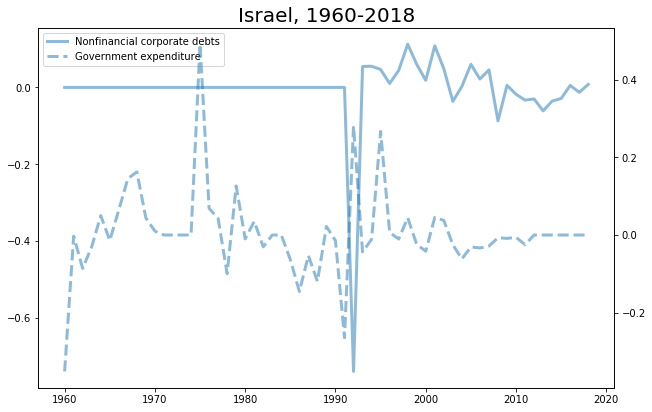 Israel, 1960-2018
Nonfinancial corporate debts
Government expenditure
0.0
−0.2
−0.4
−0.6
0.4
0.2
0.0
−0.2
1960 1970 1980 1990 2000 2010 2020